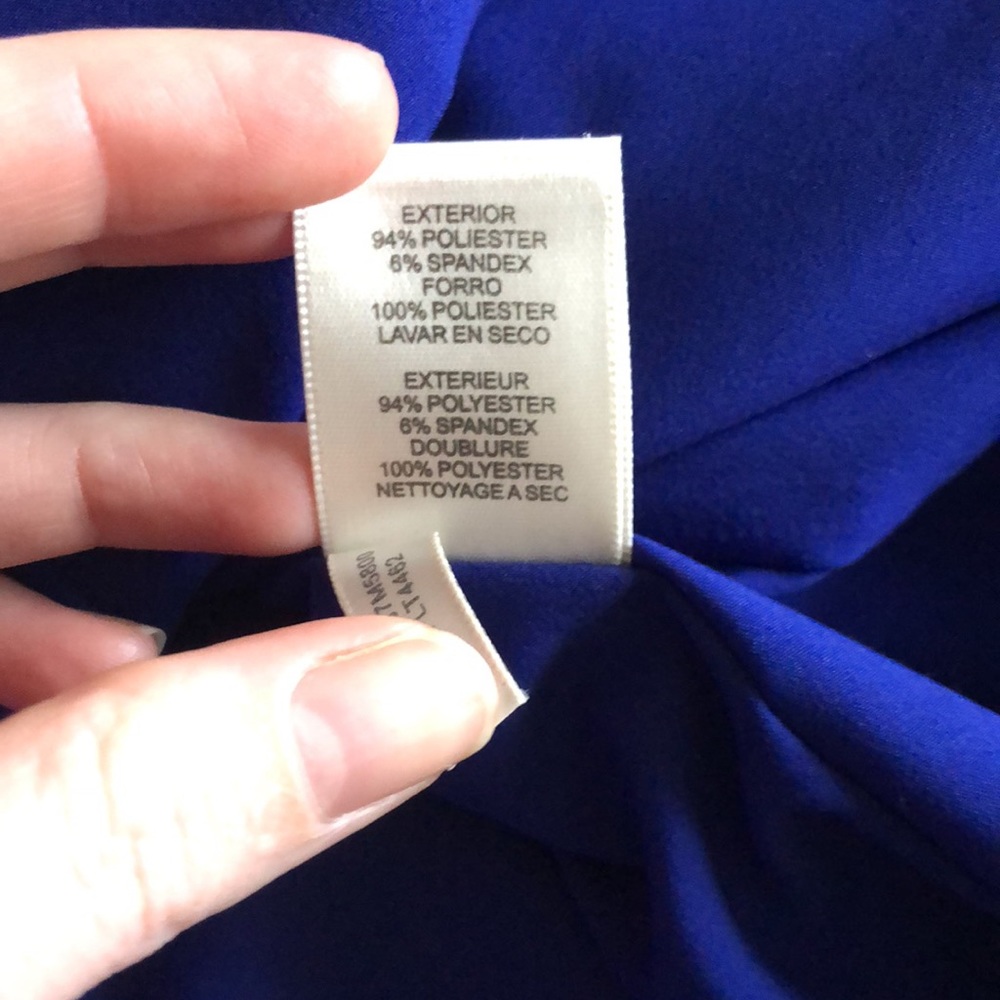 EXTERIOR
94% POLIESTER
6% SPANDEX
FORRO
100% POLIESTER
LAVAR EN SECO
EXTERIEUR
94% POLYESTER
6% SPANDEX
DOUBLURE
100% POLYESTER
NETTOYAGE A SEC